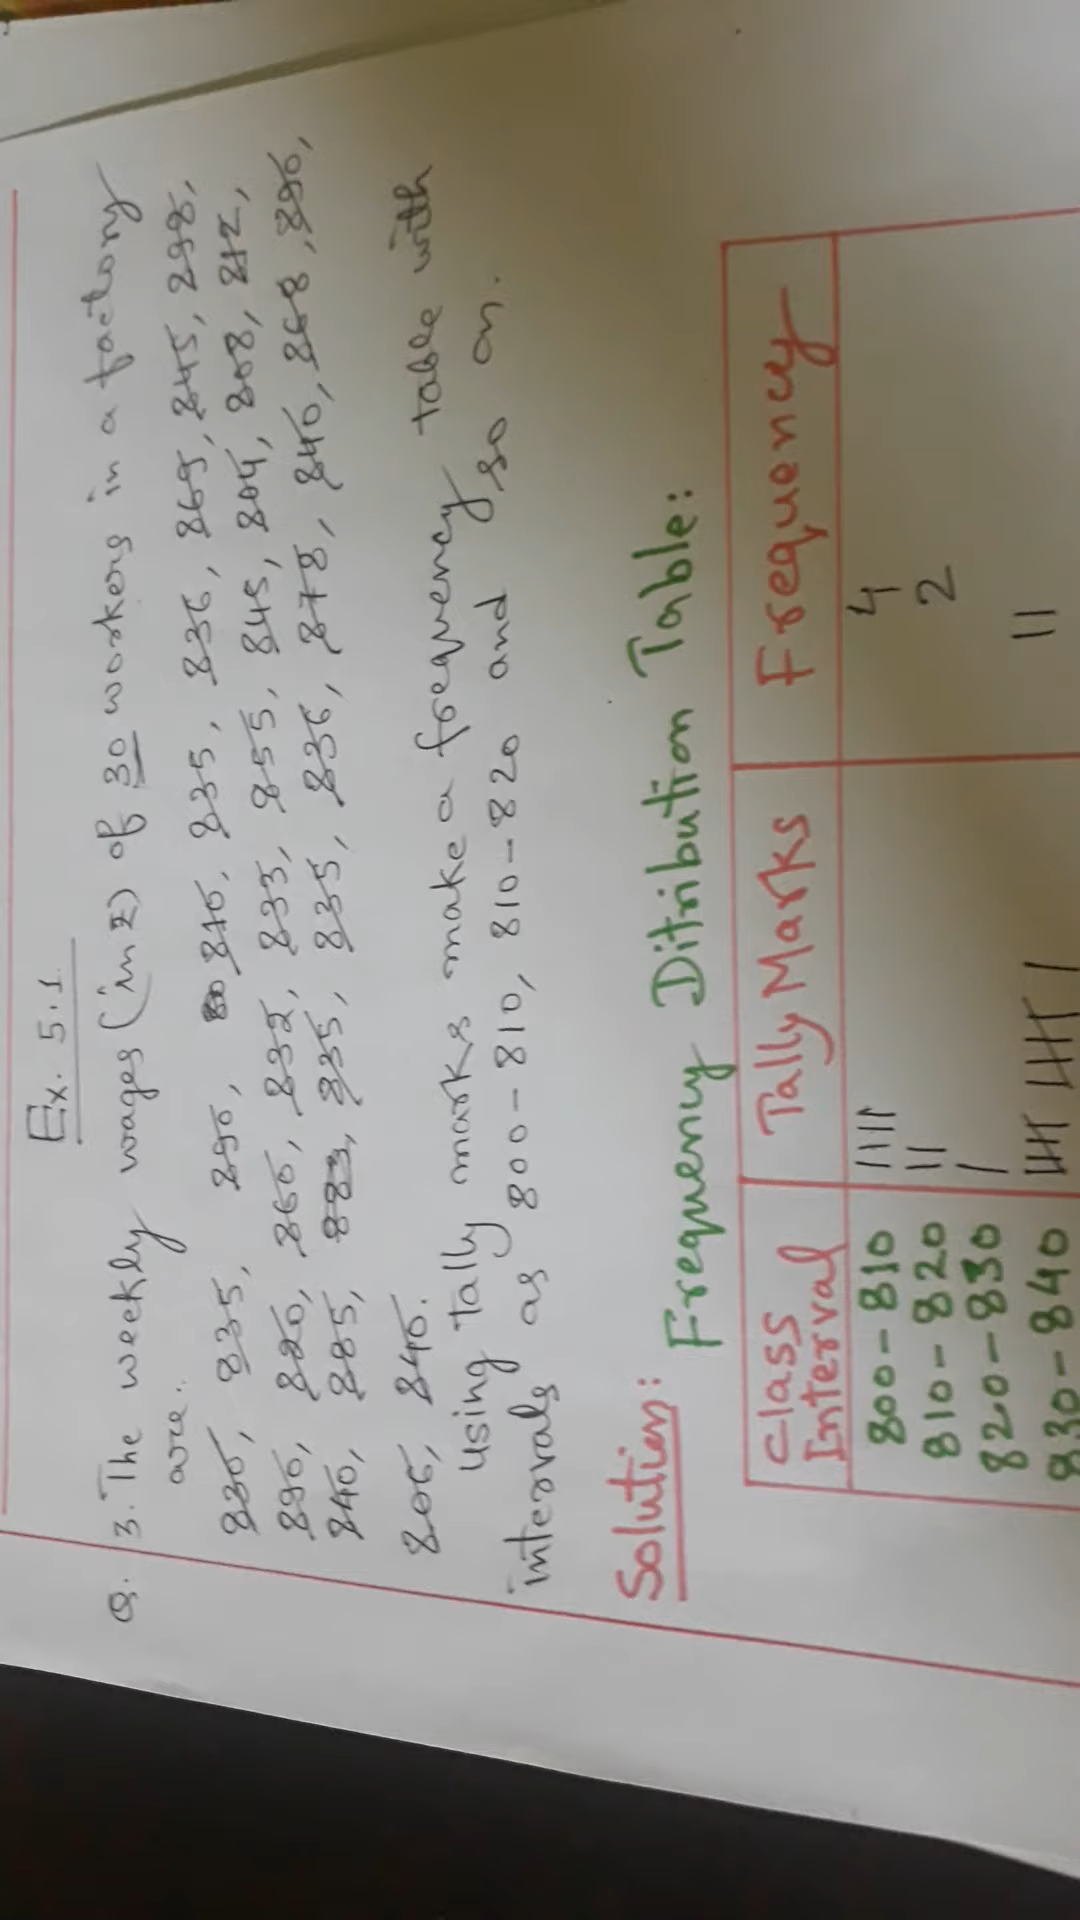 Ex. 5.1
Q. 3. The weekly wages (in ₹) of 30 workers in a factory
are.
830, 835, 890, 810, 835, 836, 869, 845, 898,
890, 820, 860, 832, 833, 855, 845, 804, 808, 812,
840, 885, 835, 835, 836, 878, 840, 868, 890,
806, 840.
Using tally marks make a frequency table with
intervals as 800-810, 810-820 and so on.
Solution:
Frequency Ditribution Table:
Class Interval Tally Marks Frequency
800-810 |||| 4
810-820 || 2
820-830 |
830-840 |||| |||| | 11